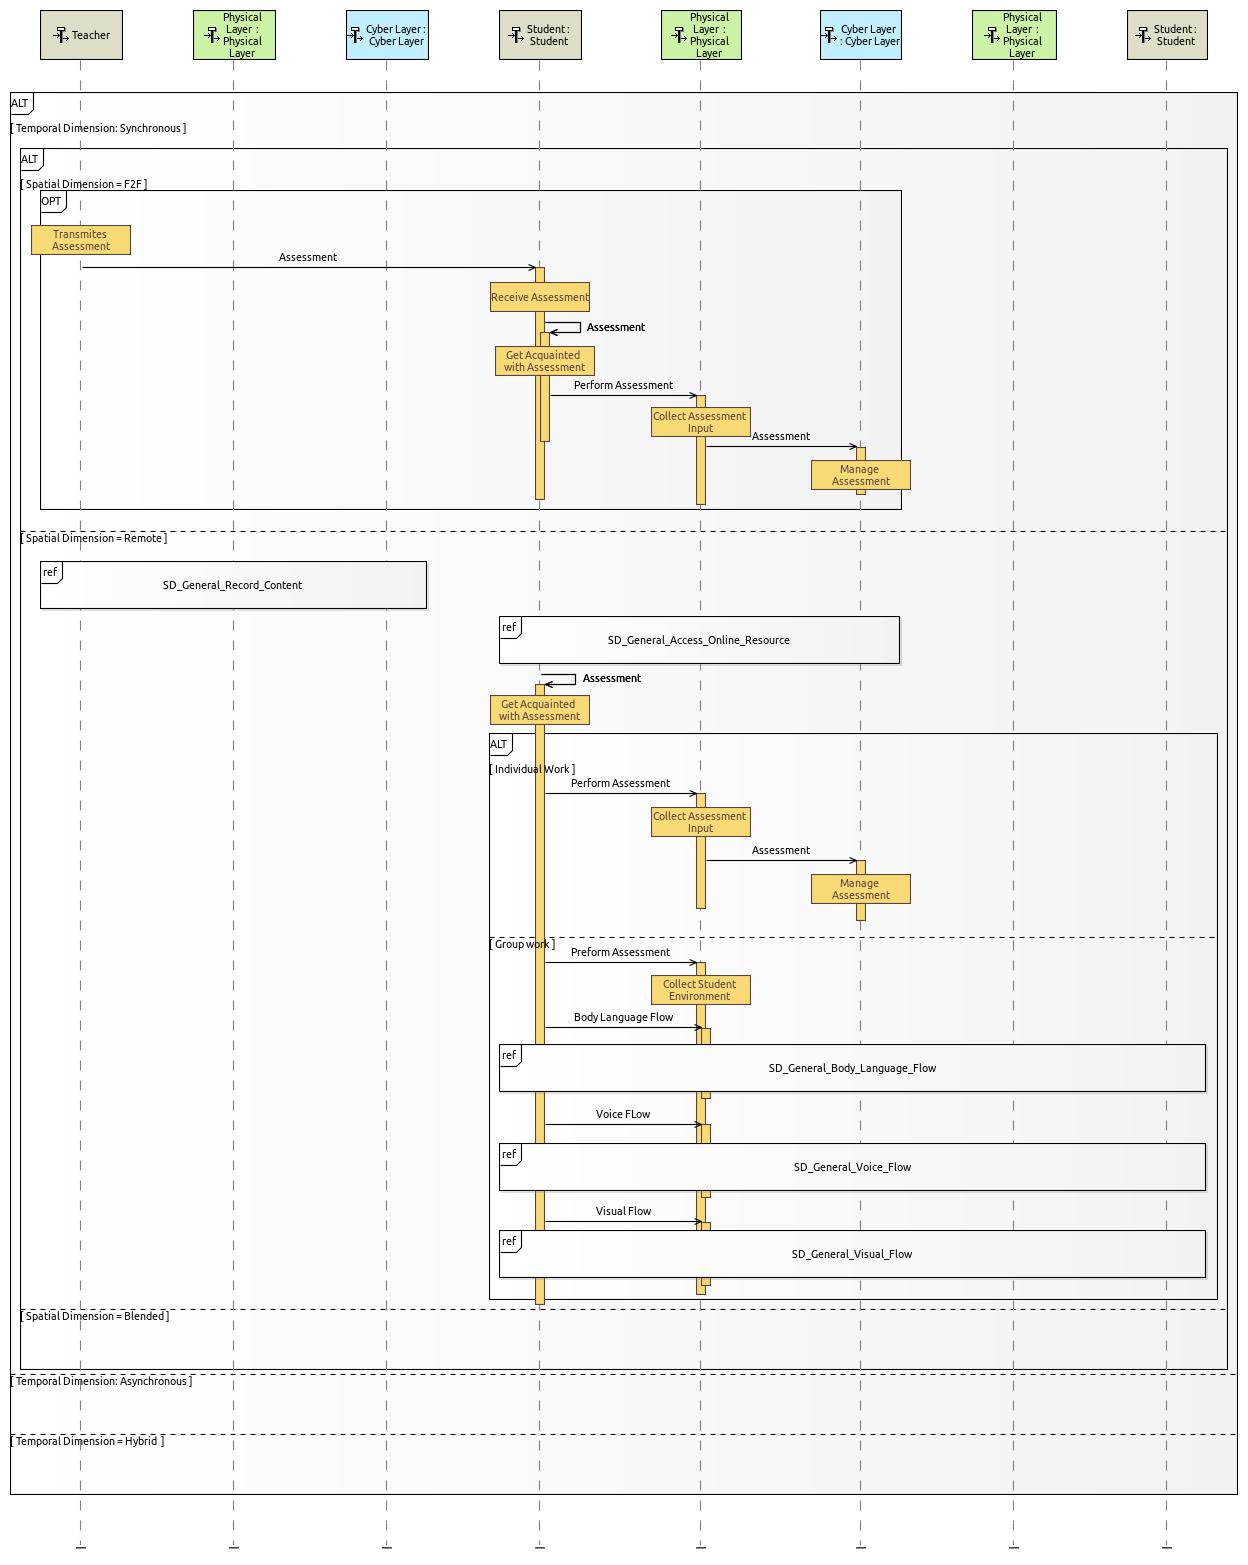 Teacher
Physical
Layer :
Physical
Layer
Cyber Layer :
Cyber Layer
Student :
Student
Physical
Layer :
Physical
Layer
Cyber Layer
: Cyber Layer
Physical
Layer :
Physical
Layer
Student :
Student
ALT
[ Temporal Dimension: Synchronous ]
ALT
[ Spatial Dimension = F2F ]
OPT
Transmites
Assessment
Assessment
Receive Assessment
Assessment
Get Acquainted
with Assessment
Perform Assessment
Collect Assessment
Input
Assessment
Manage
Assessment
[ Spatial Dimension = Remote ]
ref
SD_General_Record_Content
ref
SD_General_Access_Online_Resource
Assessment
Get Acquainted
with Assessment
ALT
[ Individual Work ]
Perform Assessment
Collect Assessment
Input
Assessment
Manage
Assessment
[ Group work ]
Preform Assessment
Collect Student
Environment
Body Language Flow
ref
SD_General_Body_Language_Flow
Voice FLow
ref
SD_General_Voice_Flow
Visual Flow
ref
SD_General_Visual_Flow
[ Spatial Dimension = Blended ]
[ Temporal Dimension: Asynchronous ]
[ Temporal Dimension = Hybrid ]